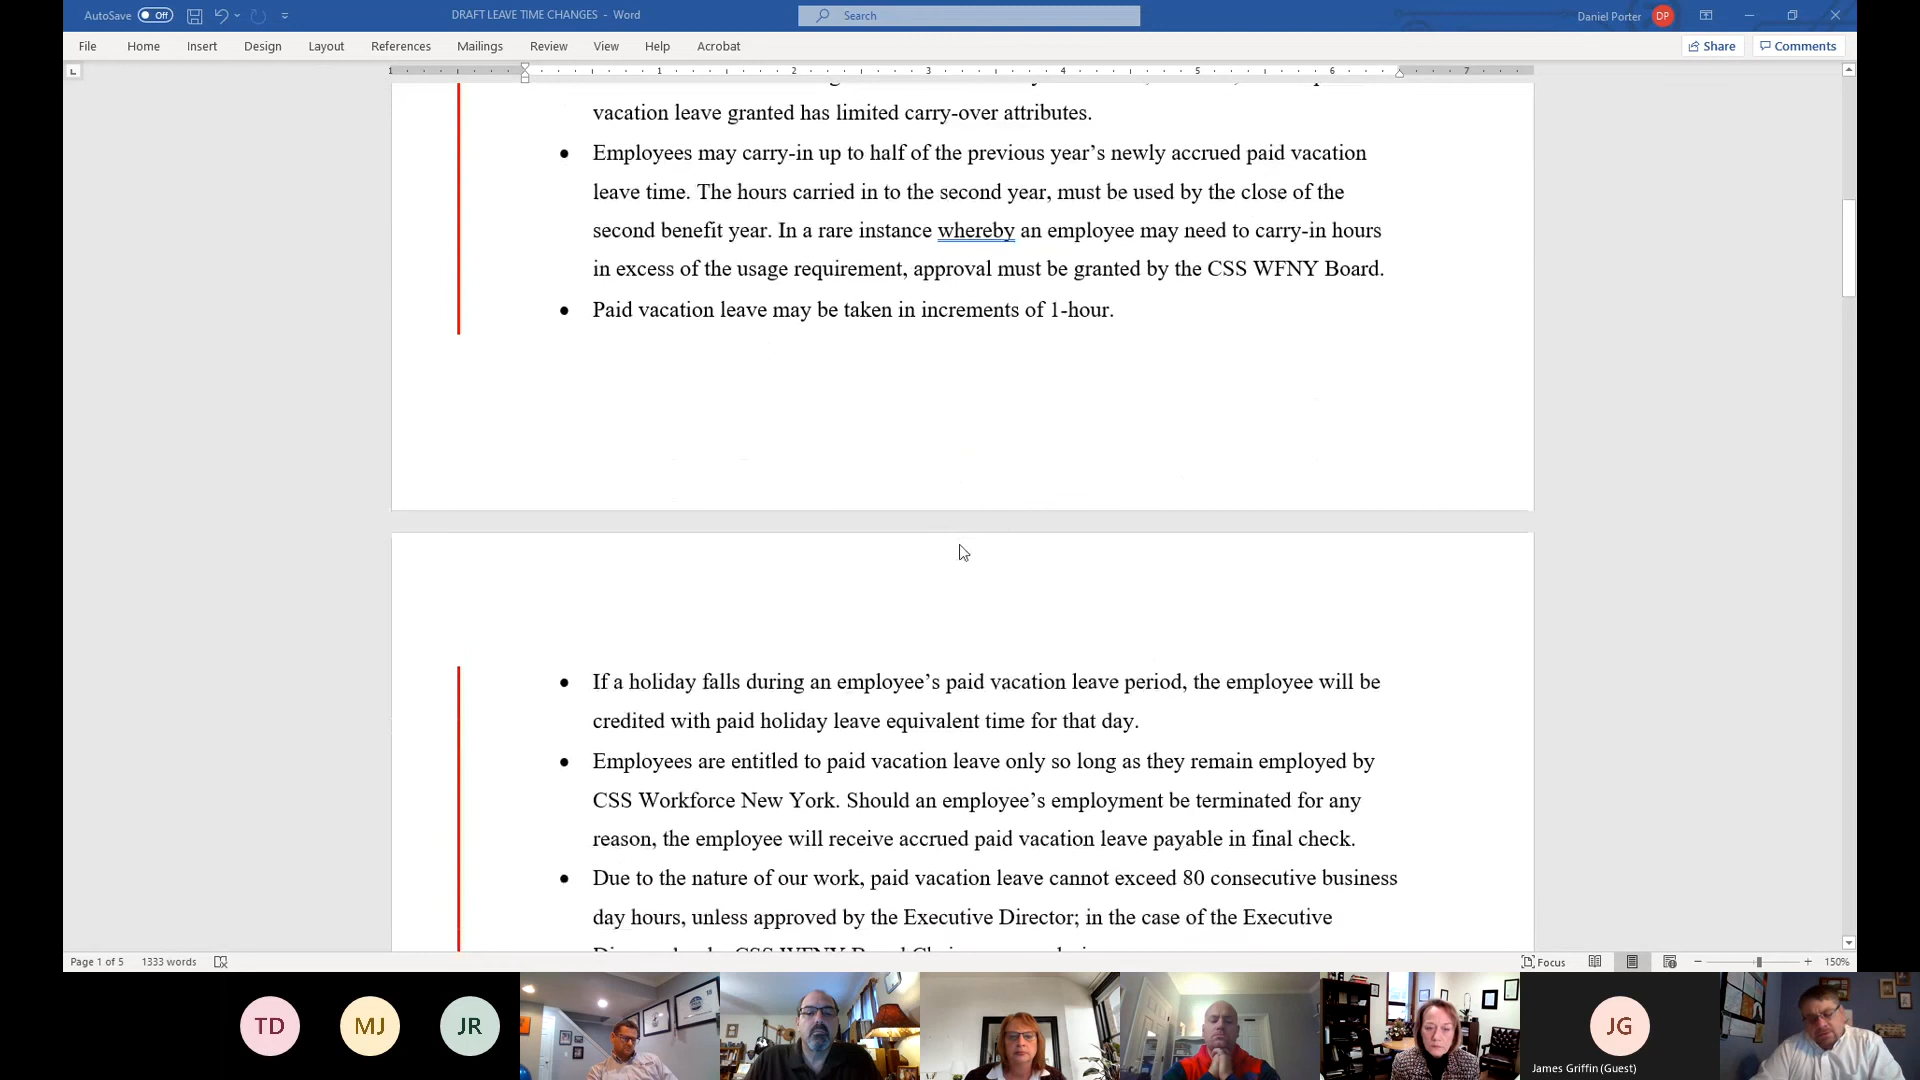 AutoSave Off DRAFT LEAVE TIME CHANGES - Word Search Daniel Porter DP
File Home Insert Design Layout References Mailings Review View Help Acrobat Share Comments
1 1 2 3 4 5 6 7
vacation leave granted has limited carry-over attributes.
• Employees may carry-in up to half of the previous year’s newly accrued paid vacation
leave time. The hours carried in to the second year, must be used by the close of the
second benefit year. In a rare instance whereby an employee may need to carry-in hours
in excess of the usage requirement, approval must be granted by the CSS WFNY Board.
• Paid vacation leave may be taken in increments of 1-hour.
• If a holiday falls during an employee’s paid vacation leave period, the employee will be
credited with paid holiday leave equivalent time for that day.
• Employees are entitled to paid vacation leave only so long as they remain employed by
CSS Workforce New York. Should an employee’s employment be terminated for any
reason, the employee will receive accrued paid vacation leave payable in final check.
• Due to the nature of our work, paid vacation leave cannot exceed 80 consecutive business
day hours, unless approved by the Executive Director; in the case of the Executive
Page 1 of 5 1333 words Focus 150%
TD MJ JR JG
James Griffin (Guest)